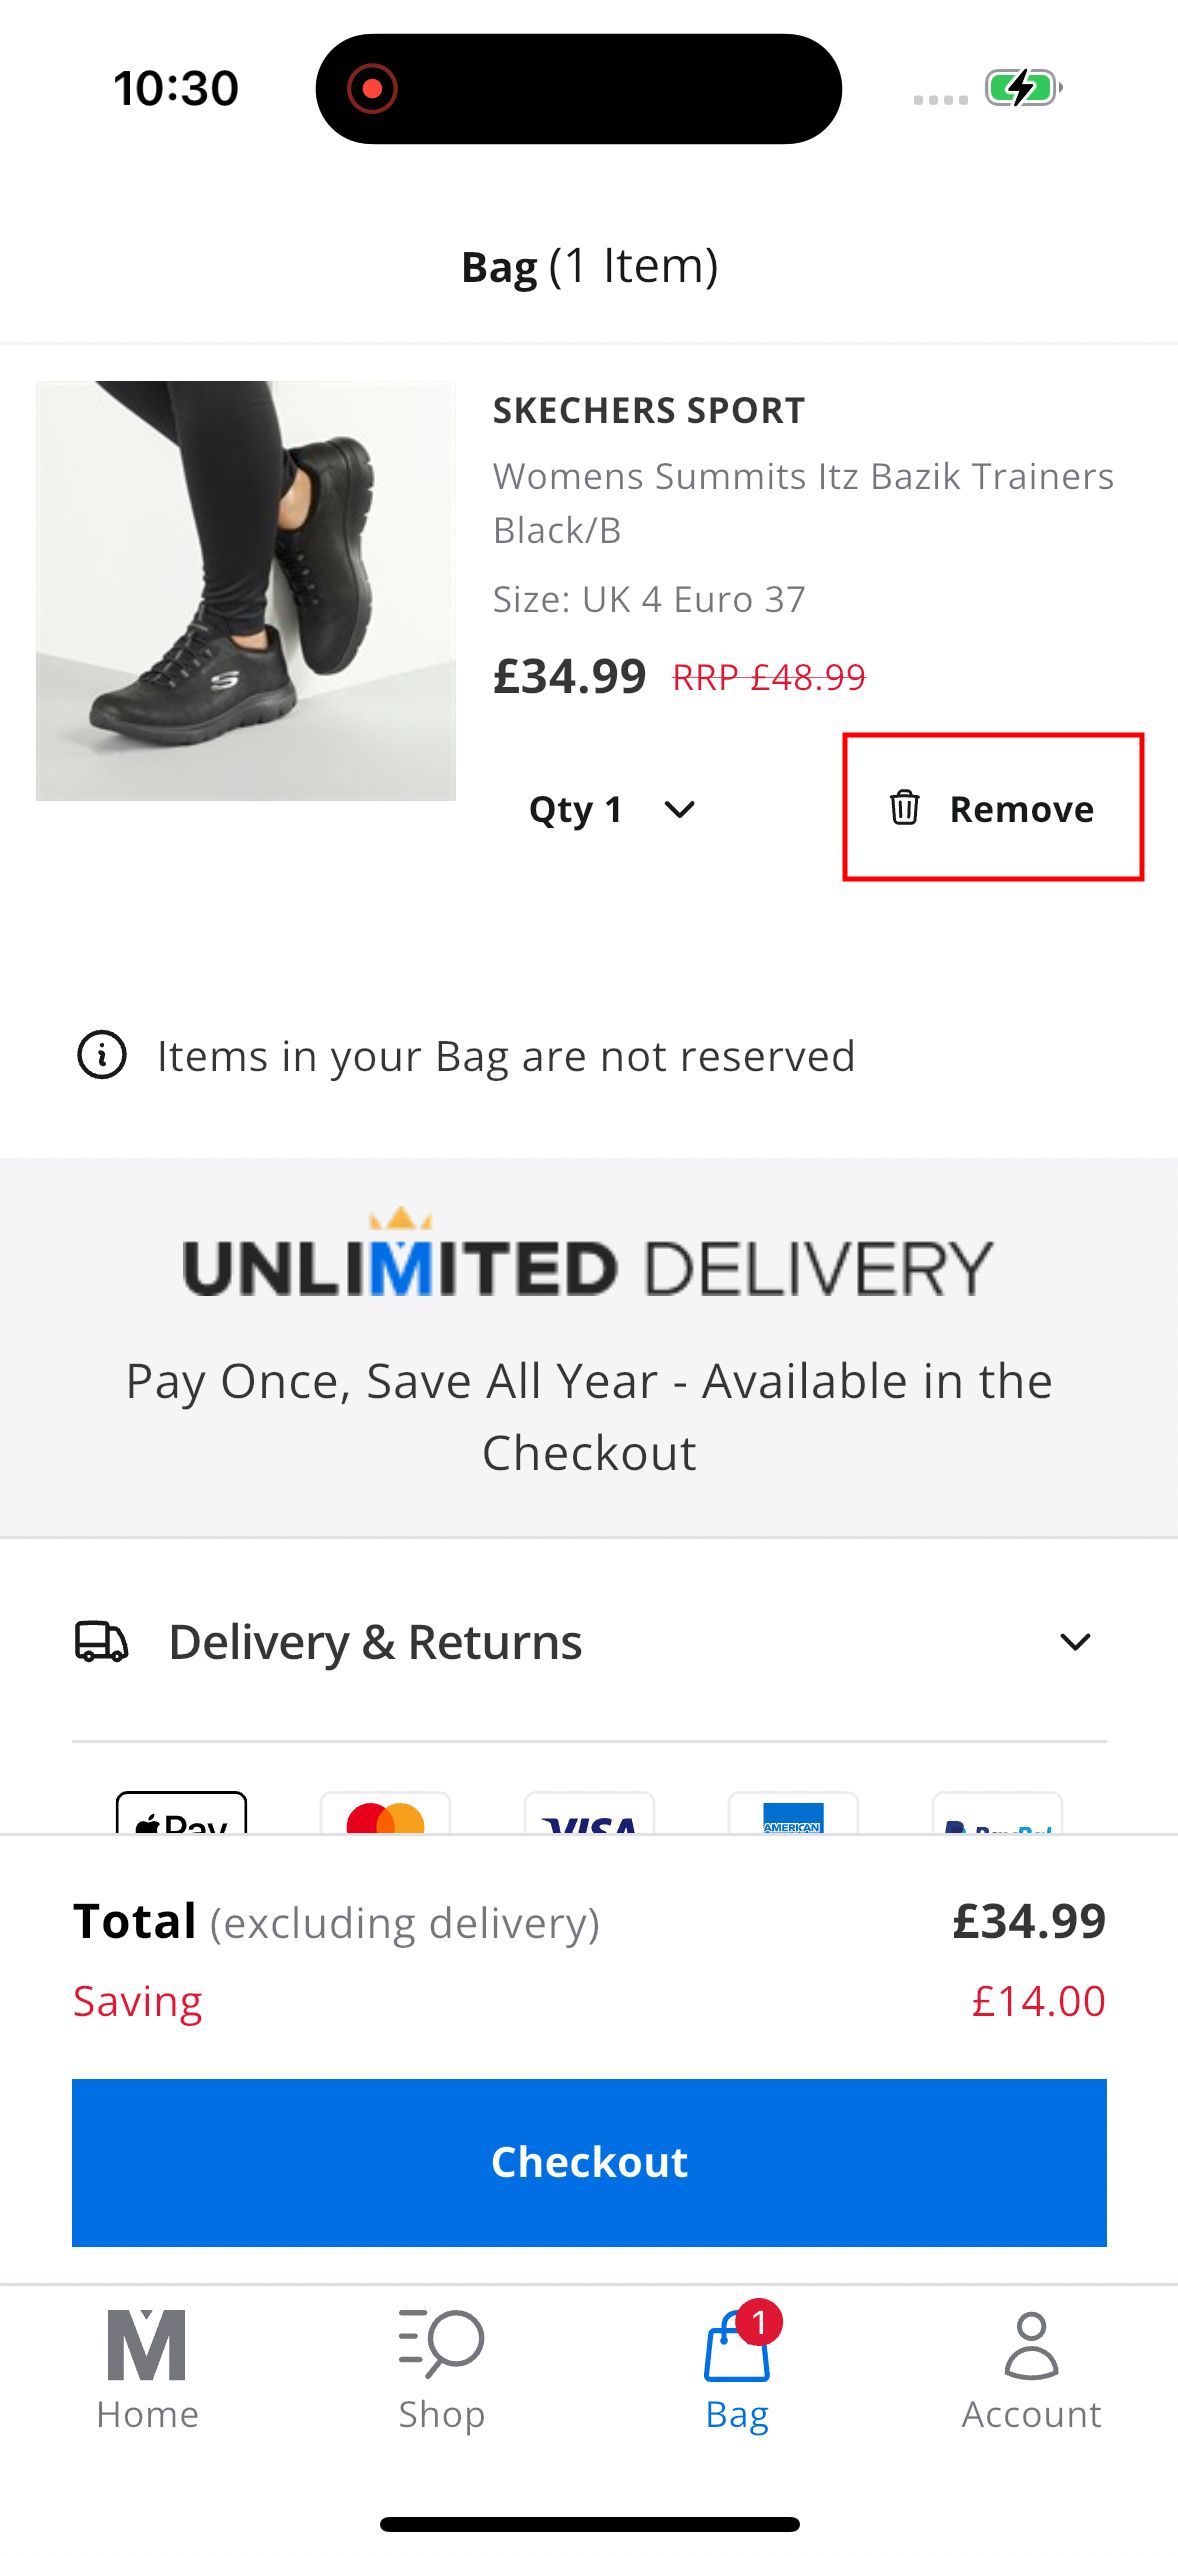 10:30
Bag (1 Item)
SKECHERS SPORT
Womens Summits Itz Bazik Trainers
Black/B
Size: UK 4 Euro 37
£34.99 RRP £48.99
Qty 1
Remove
Items in your Bag are not reserved
UNLIMITED DELIVERY
Pay Once, Save All Year - Available in the
Checkout
Delivery & Returns
Pay VISA AMERICAN PayPal
Total (excluding delivery) £34.99
Saving £14.00
Checkout
1
Home Shop Bag Account